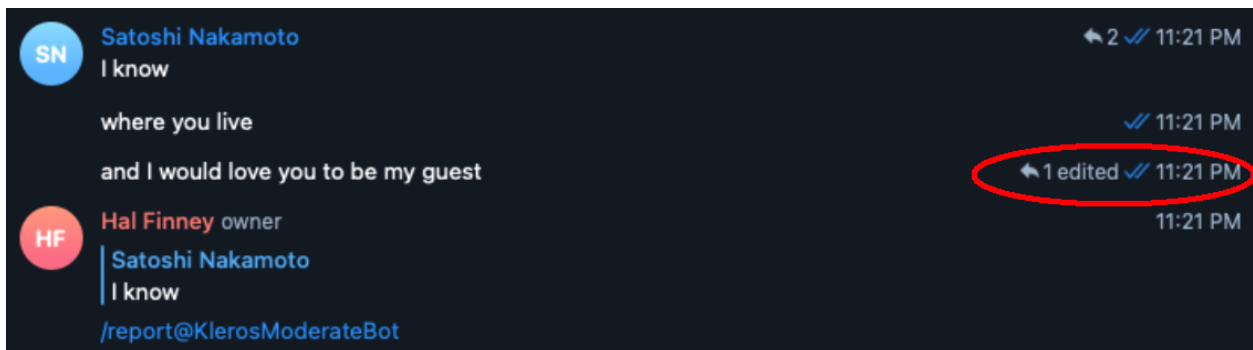 SN
Satoshi Nakamoto 2 11:21 PM
I know
where you live 11:21 PM
and I would love you to be my guest 1 edited 11:21 PM
HF
Hal Finney owner 11:21 PM
Satoshi Nakamoto
I know
/report@KlerosModerateBot